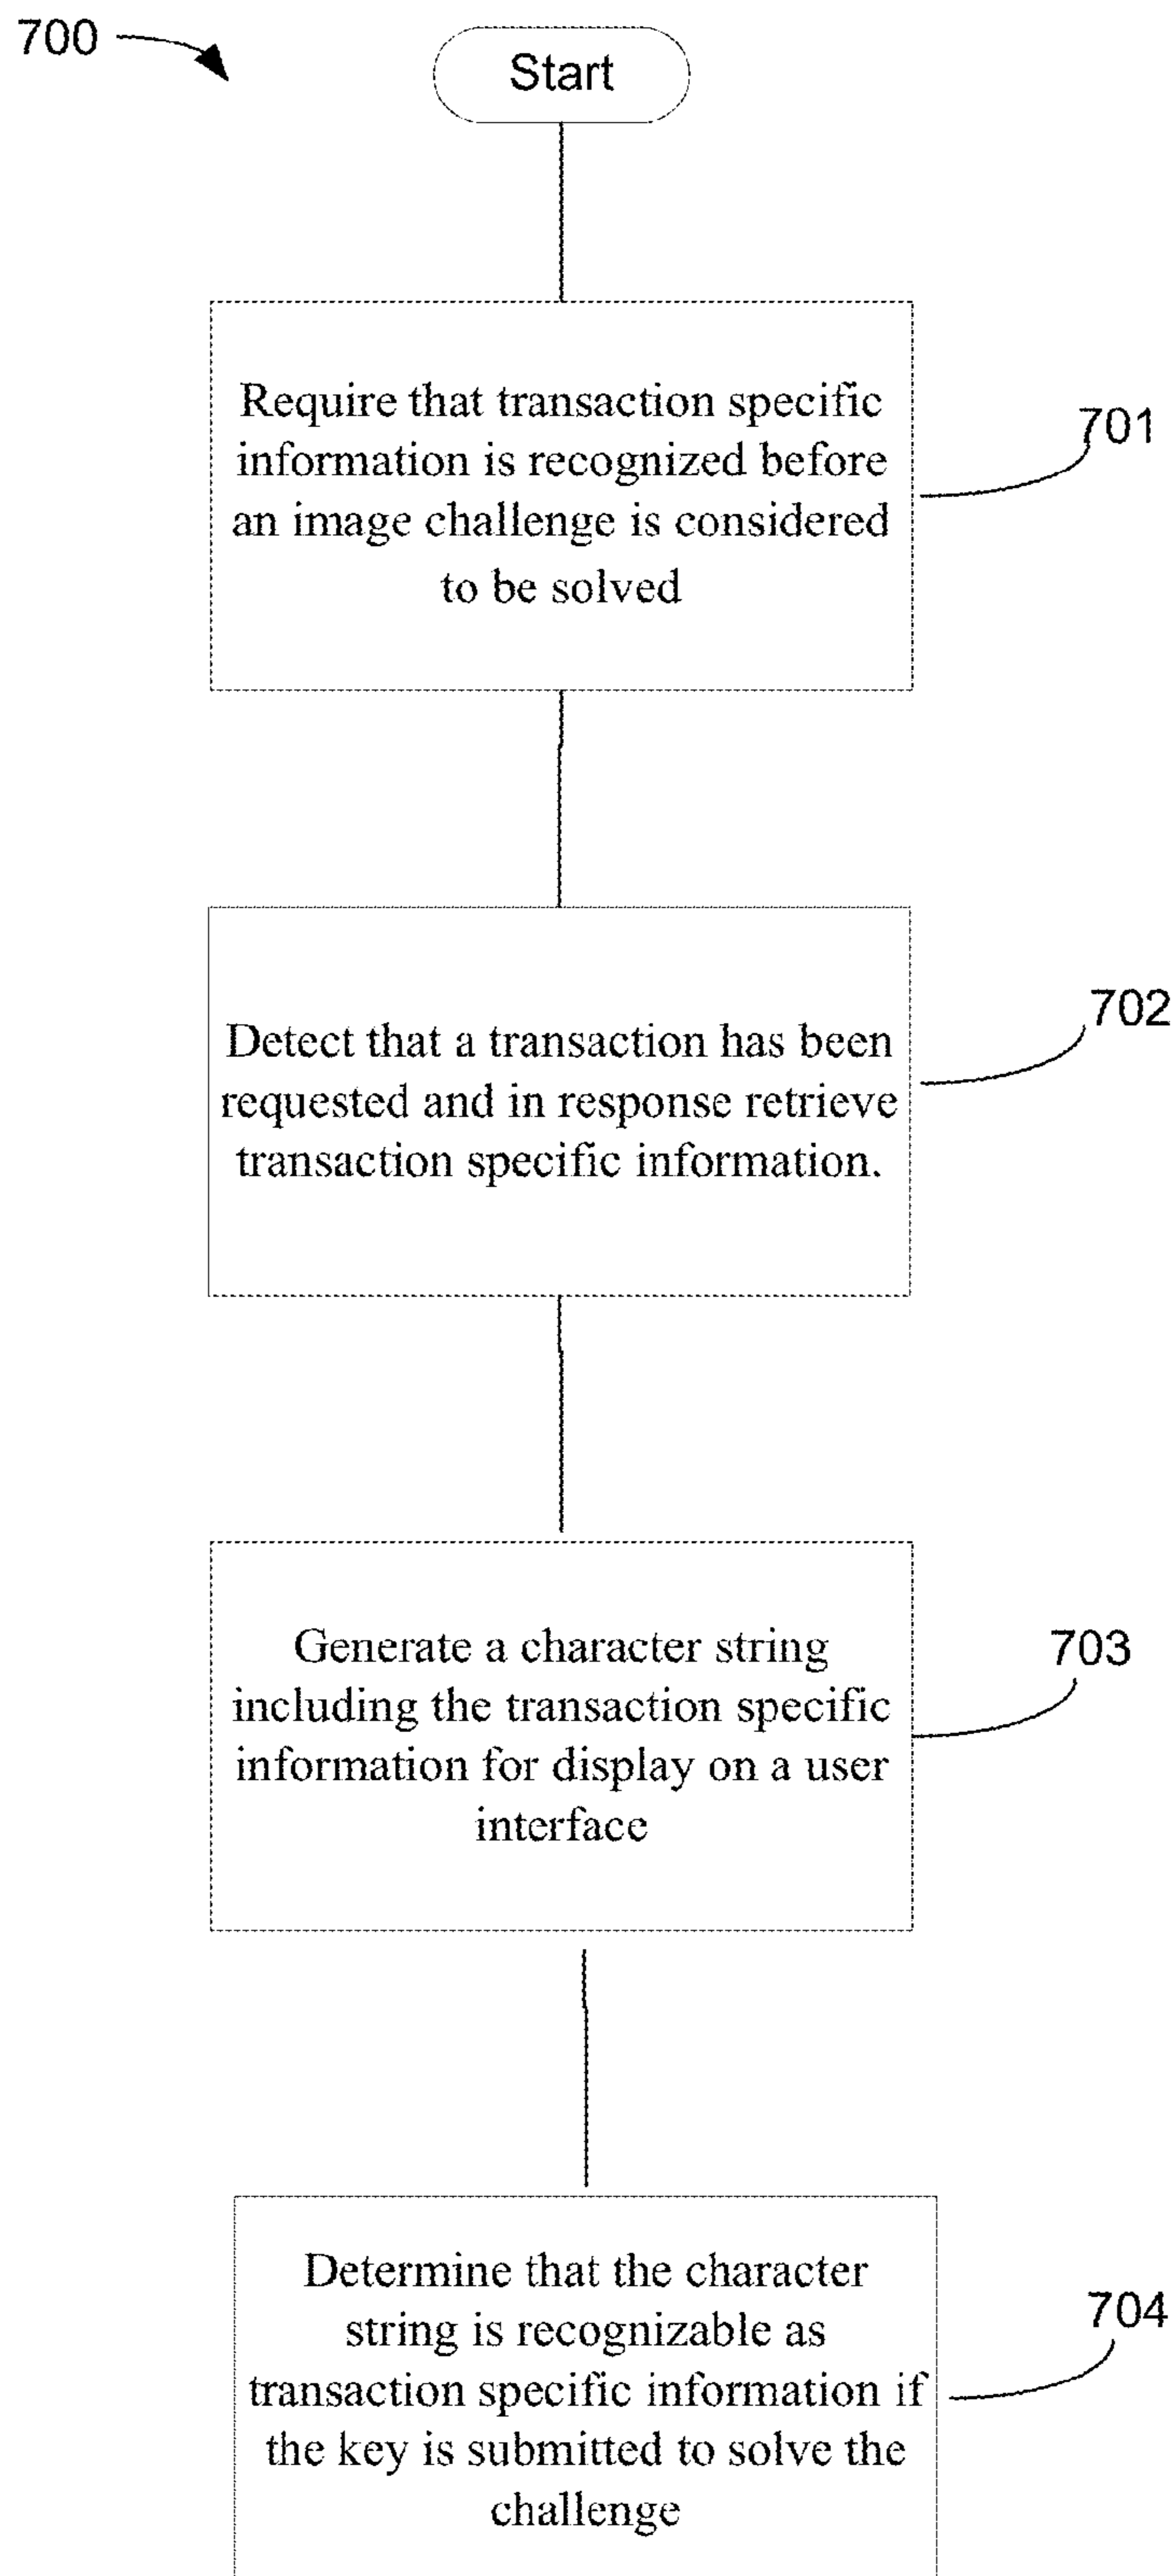 700
Start
Require that transaction specific
information is recognized before
an image challenge is considered
to be solved
701
Detect that a transaction has been
requested and in response retrieve
transaction specific information.
702
Generate a character string
including the transaction specific
information for display on a user
interface
703
Determine that the character
string is recognizable as
transaction specific information if
the key is submitted to solve the
challenge
704